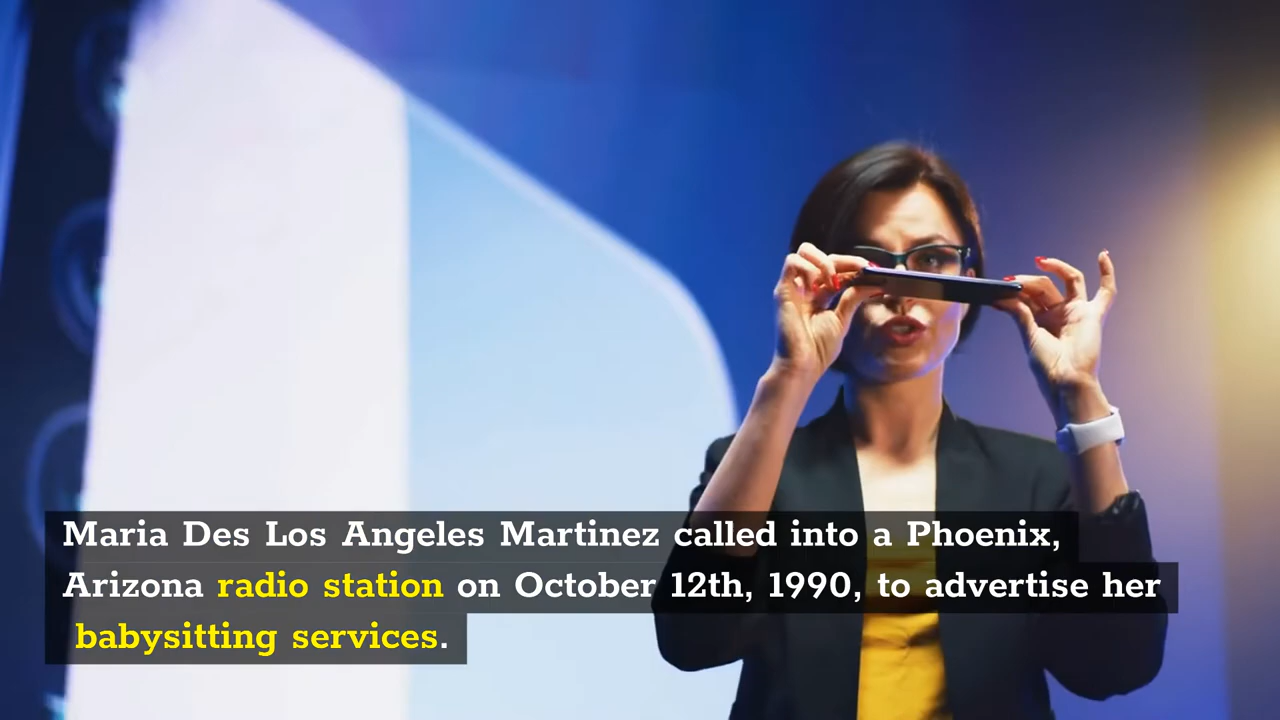 Maria Des Los Angeles Martinez called into a Phoenix,
Arizona radio station on October 12th, 1990, to advertise her
babysitting services.